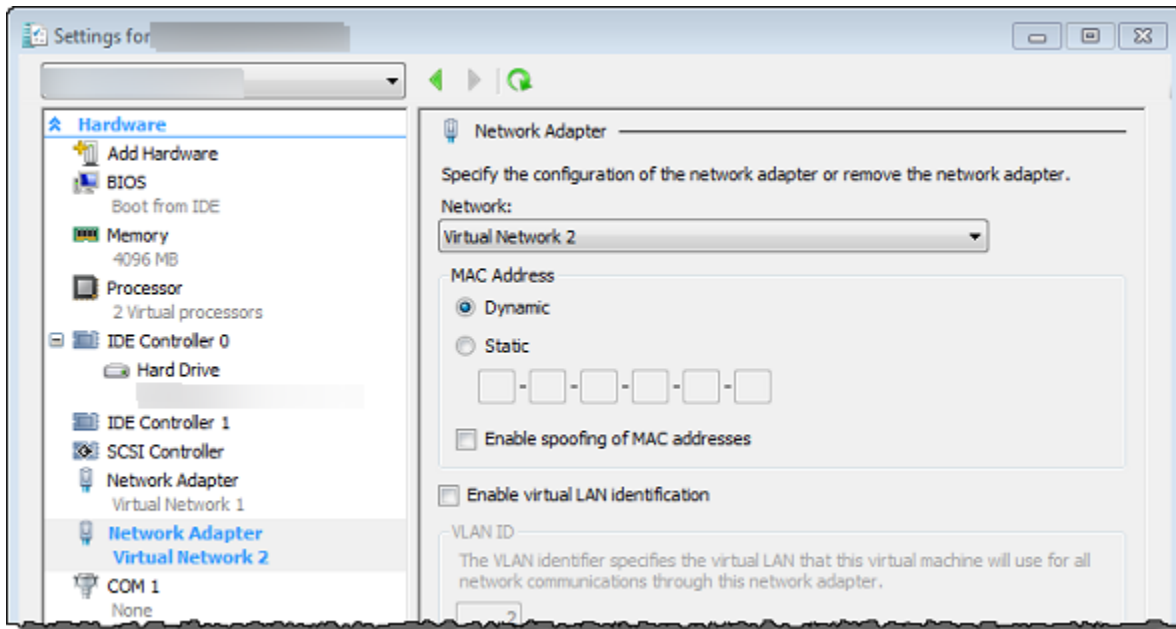 Settings for
Hardware
Add Hardware
BIOS
Boot from IDE
Memory
4096 MB
Processor
2 Virtual processors
IDE Controller 0
Hard Drive
IDE Controller 1
SCSI Controller
Network Adapter
Virtual Network 1
Network Adapter
Virtual Network 2
COM 1
None
Network Adapter
Specify the configuration of the network adapter or remove the network adapter.
Network:
Virtual Network 2
MAC Address
Dynamic
Static
- - - - -
Enable spoofing of MAC addresses
Enable virtual LAN identification
VLAN ID
The VLAN identifier specifies the virtual LAN that this virtual machine will use for all
network communications through this network adapter.
2